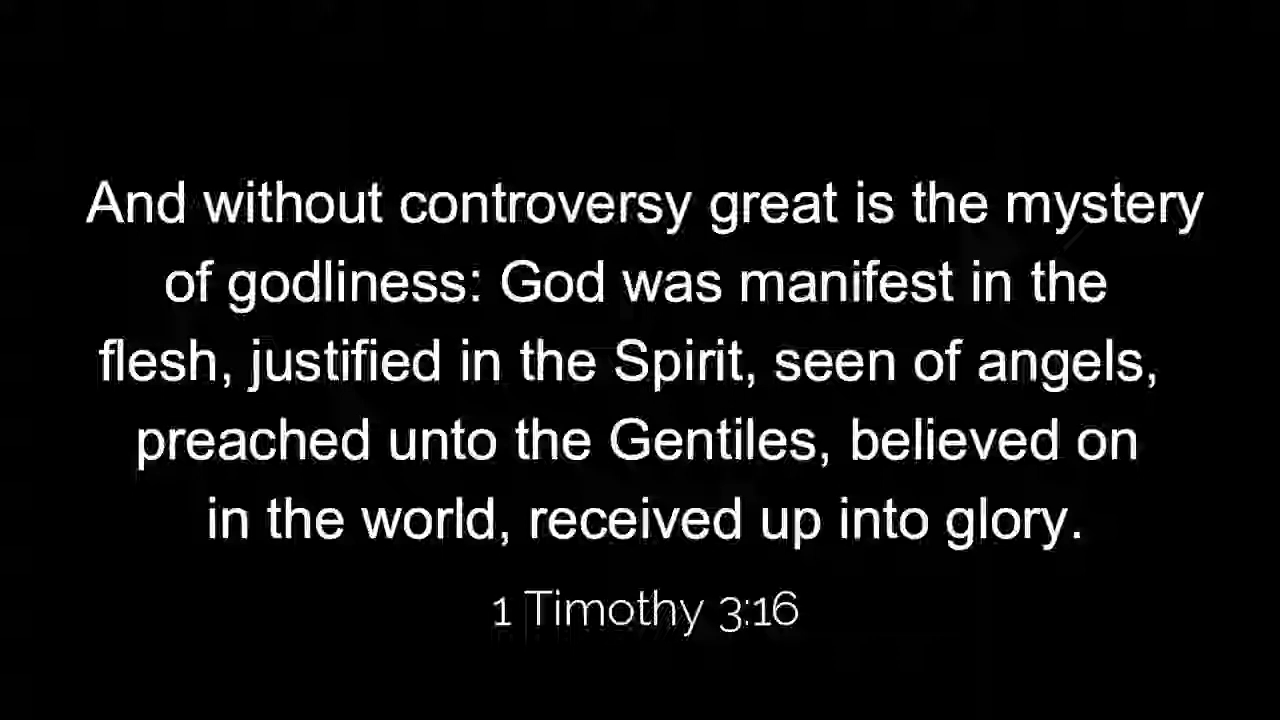 And without controversy great is the mystery
of godliness: God was manifest in the
flesh, justified in the Spirit, seen of angels,
preached unto the Gentiles, believed on
in the world, received up into glory.
1 Timothy 3:16